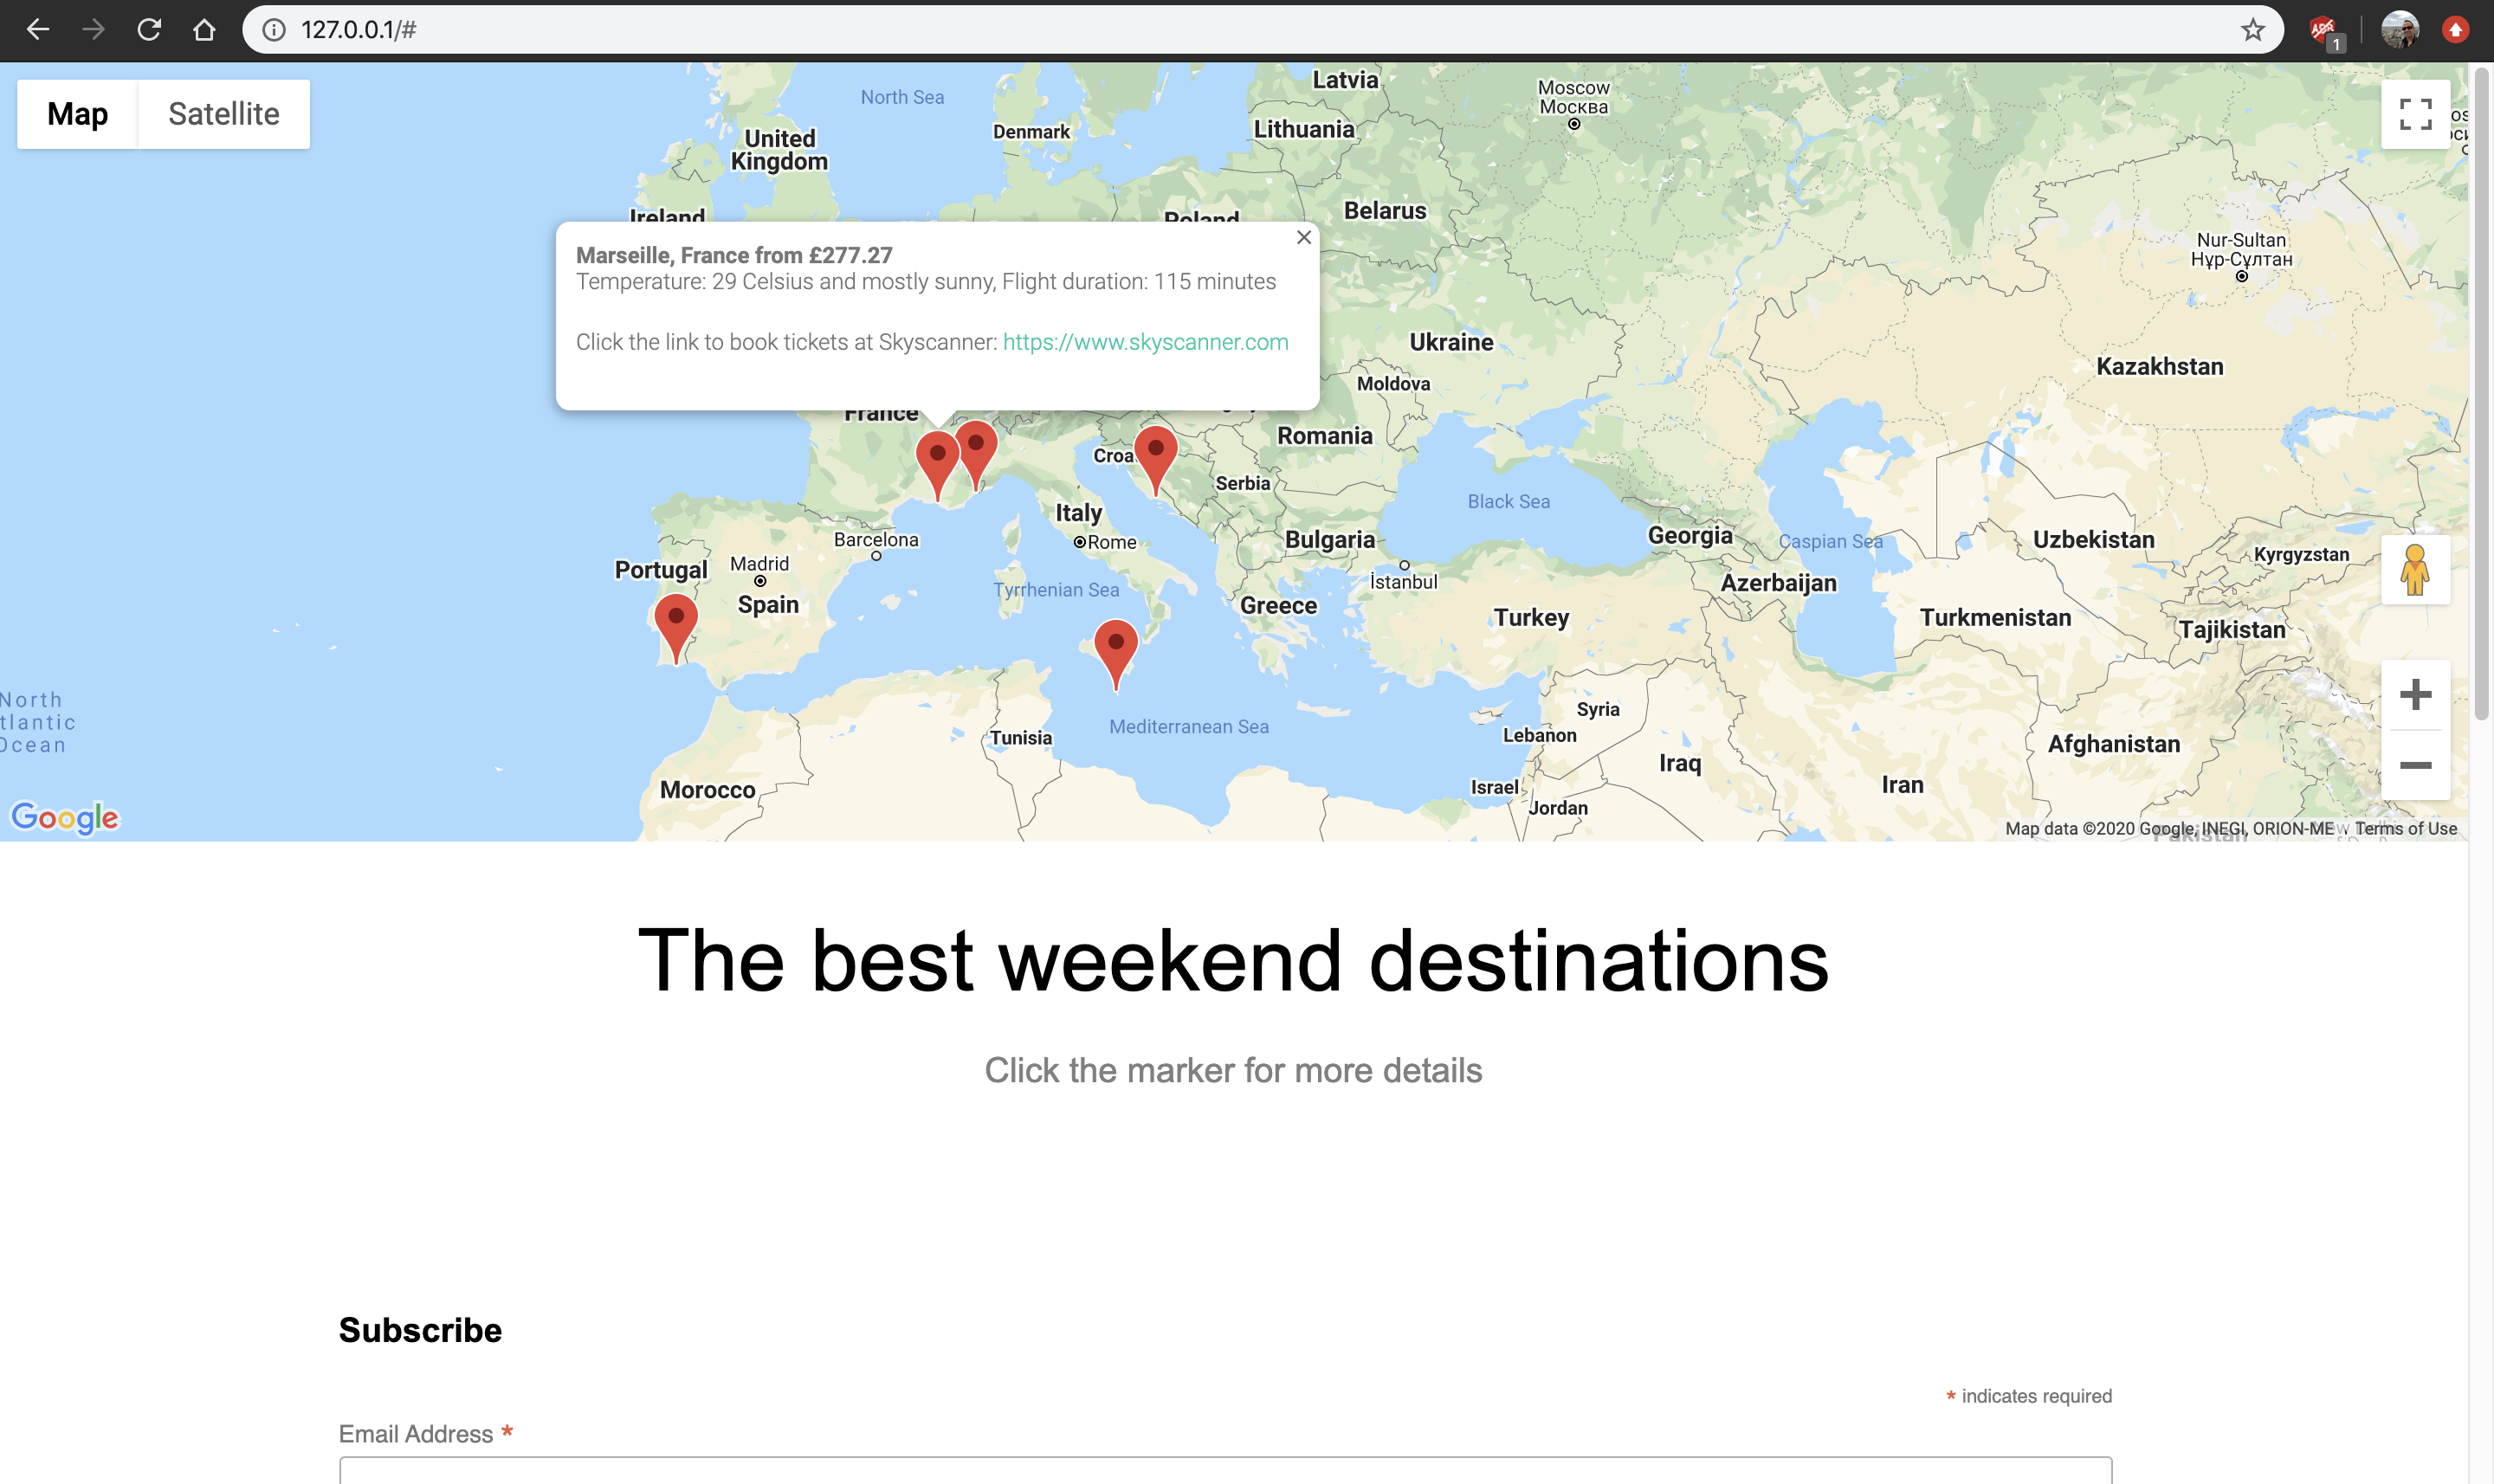 127.0.0.1/#
1
Map
Satellite
North Sea
Denmark
Latvia
Lithuania
Moscow
Москва
United
Kingdom
Ireland
Poland
Belarus
Nur-Sultan
Нұр-Сұлтан
Marseille, France from £277.27
Temperature: 29 Celsius and mostly sunny, Flight duration: 115 minutes
Click the link to book tickets at Skyscanner: https://www.skyscanner.com
Ukraine
Kazakhstan
Moldova
France
Romania
Croa
Serbia
Black Sea
Italy
Rome
Barcelona
Bulgaria
Georgia
Caspian Sea
Uzbekistan
Kyrgyzstan
Portugal
Madrid
Spain
İstanbul
Azerbaijan
Tyrrhenian Sea
Greece
Turkey
Turkmenistan
Tajikistan
North
tlantic
Ocean
Syria
Mediterranean Sea
Tunisia
Lebanon
Afghanistan
Iraq
Iran
Morocco
Israel
Jordan
Google
Pakistan
Map data ©2020 Google, INEGI, ORION-ME
Terms of Use
The best weekend destinations
Click the marker for more details
Subscribe
* indicates required
Email Address *